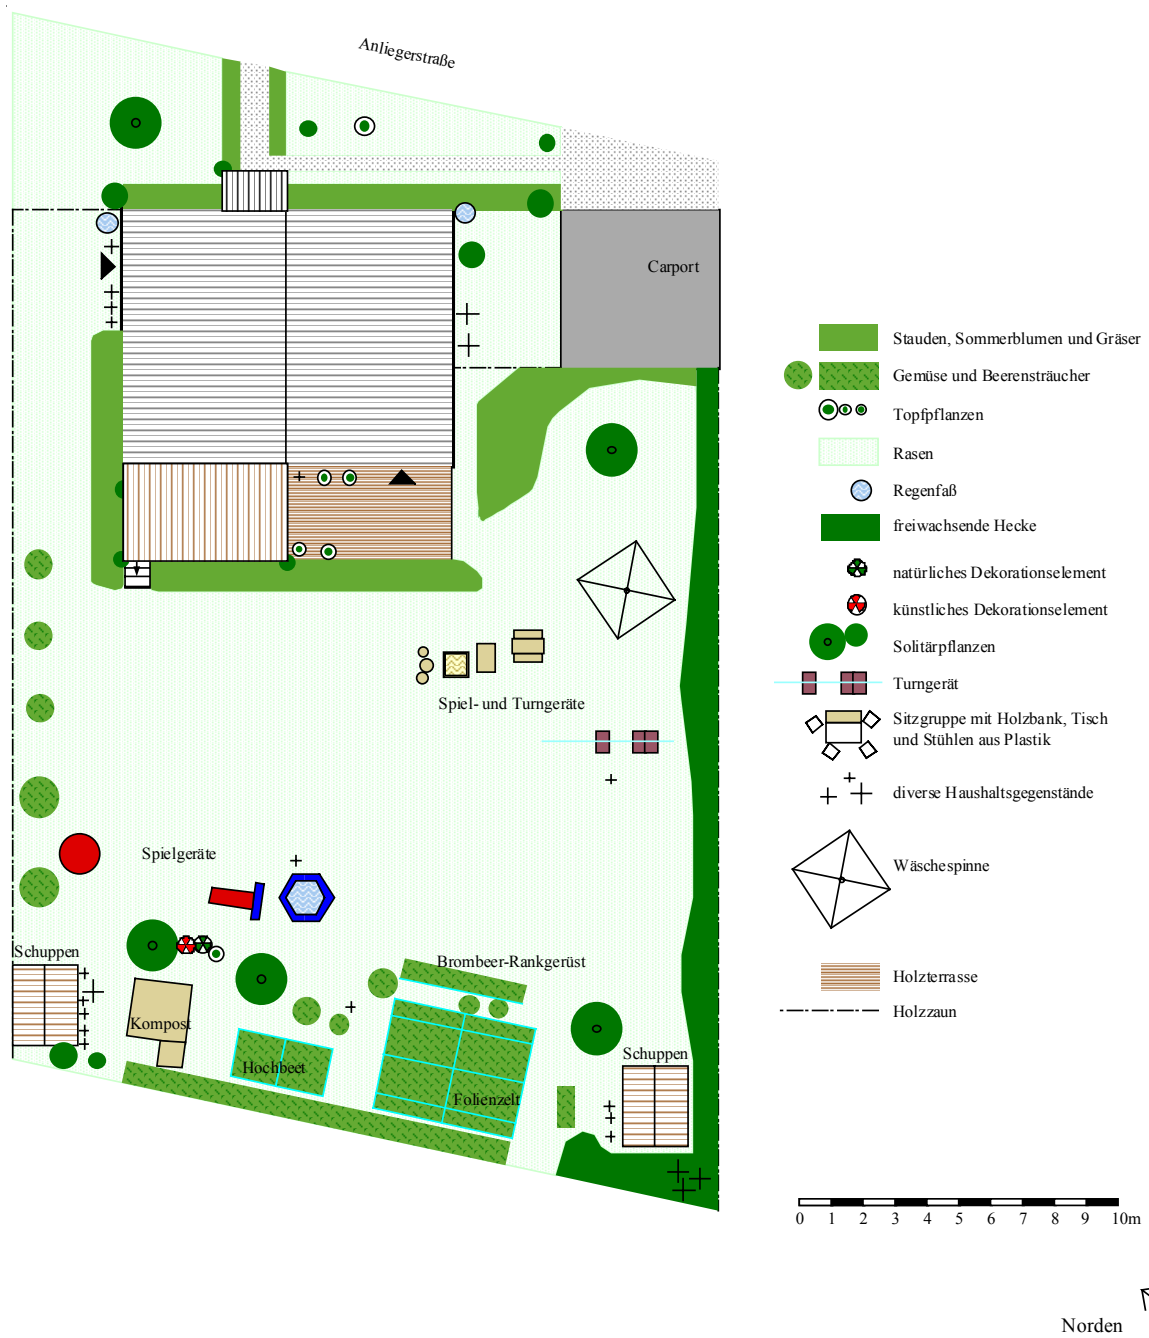 Anliegerstraße
Carport
Spiel- und Turngeräte
Spielgeräte
Schuppen
Brombeer-Rankgerüst
Kompost
Hochbeet
Folienzelt
Schuppen
Stauden, Sommerblumen und Gräser
Gemüse und Beerensträucher
Topfpflanzen
Rasen
Regenfaß
freiwachsende Hecke
natürliches Dekorationselement
künstliches Dekorationselement
Solitärpflanzen
Turngerät
Sitzgruppe mit Holzbank, Tisch
und Stühlen aus Plastik
diverse Haushaltsgegenstände
Wäschespinne
Holzterrasse
Holzzaun
0 1 2 3 4 5 6 7 8 9 10m
Norden